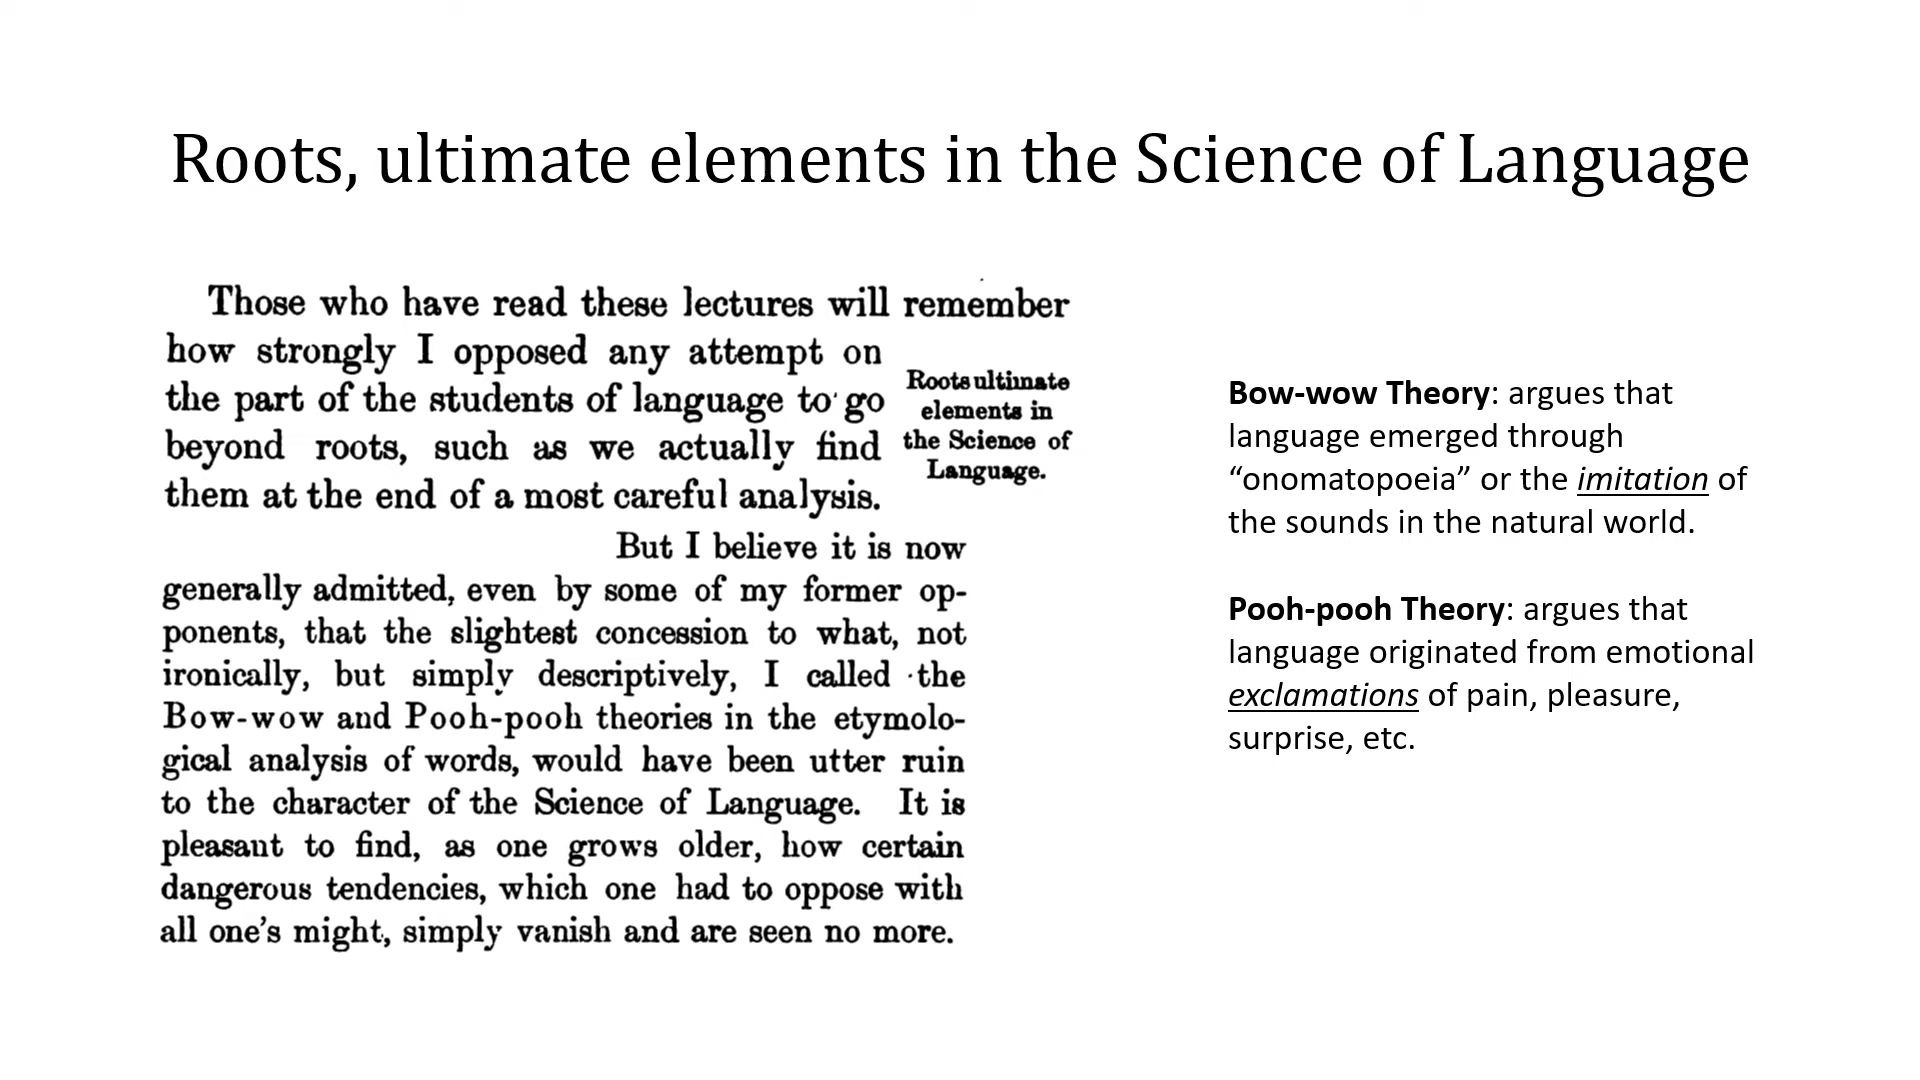 Roots, ultimate elements in the Science of Language
Those who have read these lectures will remember
how strongly I opposed any attempt on
the part of the students of language to go
beyond roots, such as we actually find
them at the end of a most careful analysis.
Roots ultimate
elements in
the Science of
Language.
But I believe it is now
generally admitted, even by some of my former op-
ponents, that the slightest concession to what, not
ironically, but simply descriptively, I called the
Bow-wow and Pooh-pooh theories in the etymolo-
gical analysis of words, would have been utter ruin
to the character of the Science of Language. It is
pleasant to find, as one grows older, how certain
dangerous tendencies, which one had to oppose with
all one's might, simply vanish and are seen no more.
Bow-wow Theory: argues that
language emerged through
“onomatopoeia” or the imitation of
the sounds in the natural world.
Pooh-pooh Theory: argues that
language originated from emotional
exclamations of pain, pleasure,
surprise, etc.